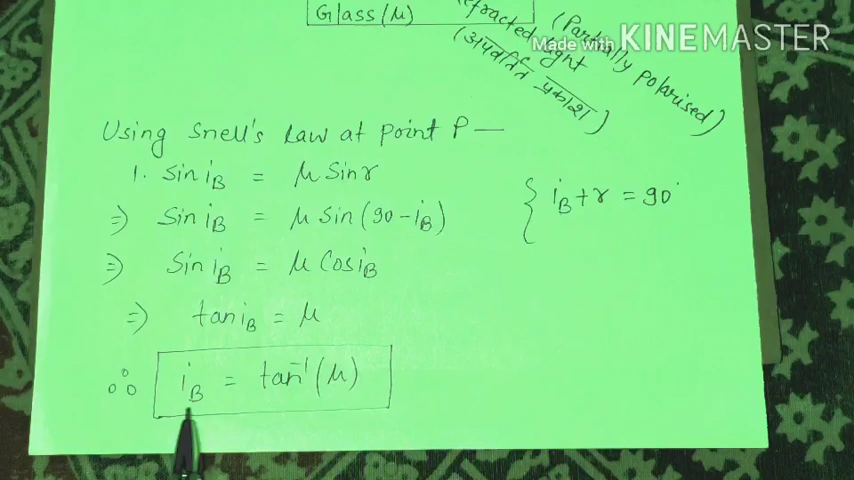 Glass (μ)
refracted light
(Partially polarised)
Made with KINEMASTER
Using Snell's Law at point P —
1. Sin iB = μ Sin r
⇒ Sin iB = μ Sin (90 - iB)
{ iB + r = 90°
⇒ Sin iB = μ Cos iB
⇒ tan iB = μ
∴ iB = tan⁻¹ (μ)